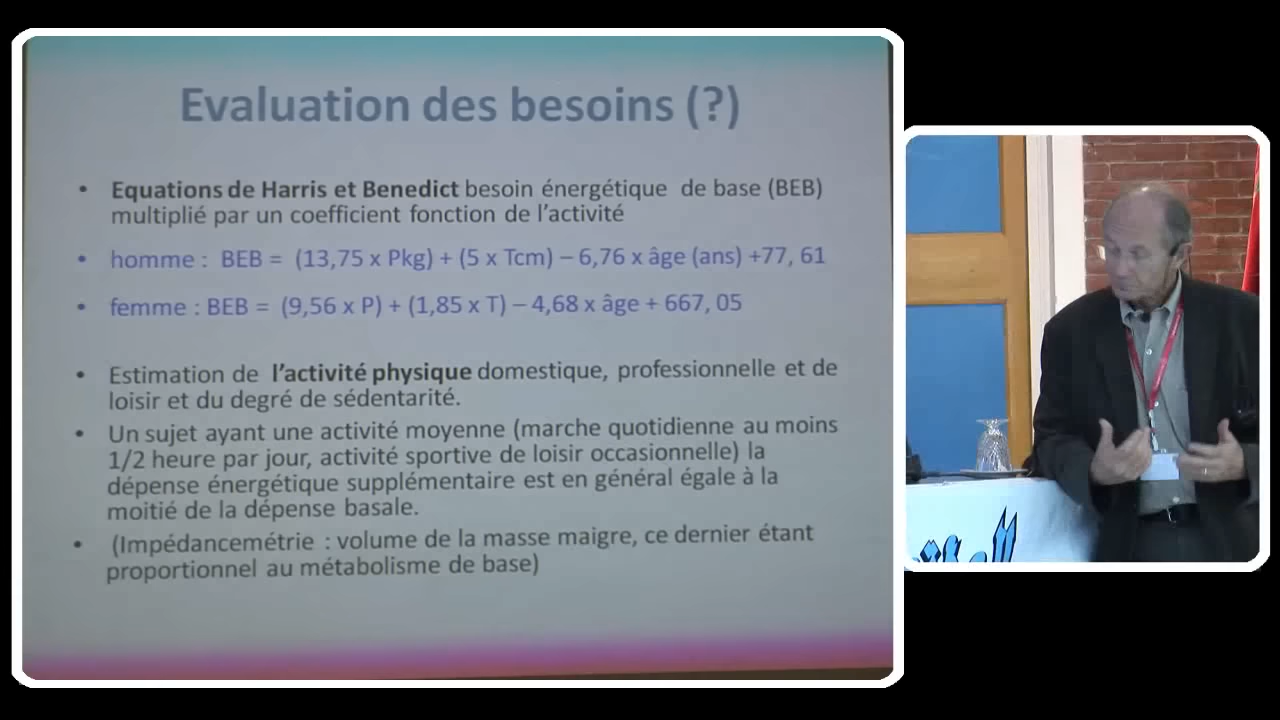 Evaluation des besoins (?)
• Equations de Harris et Benedict besoin énergétique de base (BEB)
multiplié par un coefficient fonction de l'activité
• homme : BEB = (13,75 x Pkg) + (5 x Tcm) – 6,76 x âge (ans) +77, 61
• femme : BEB = (9,56 x P) + (1,85 x T) – 4,68 x âge + 667, 05
• Estimation de l'activité physique domestique, professionnelle et de
loisir et du degré de sédentarité.
• Un sujet ayant une activité moyenne (marche quotidienne au moins
1/2 heure par jour, activité sportive de loisir occasionnelle) la
dépense énergétique supplémentaire est en général égale à la
moitié de la dépense basale.
• (Impédancemétrie : volume de la masse maigre, ce dernier étant
proportionnel au métabolisme de base)